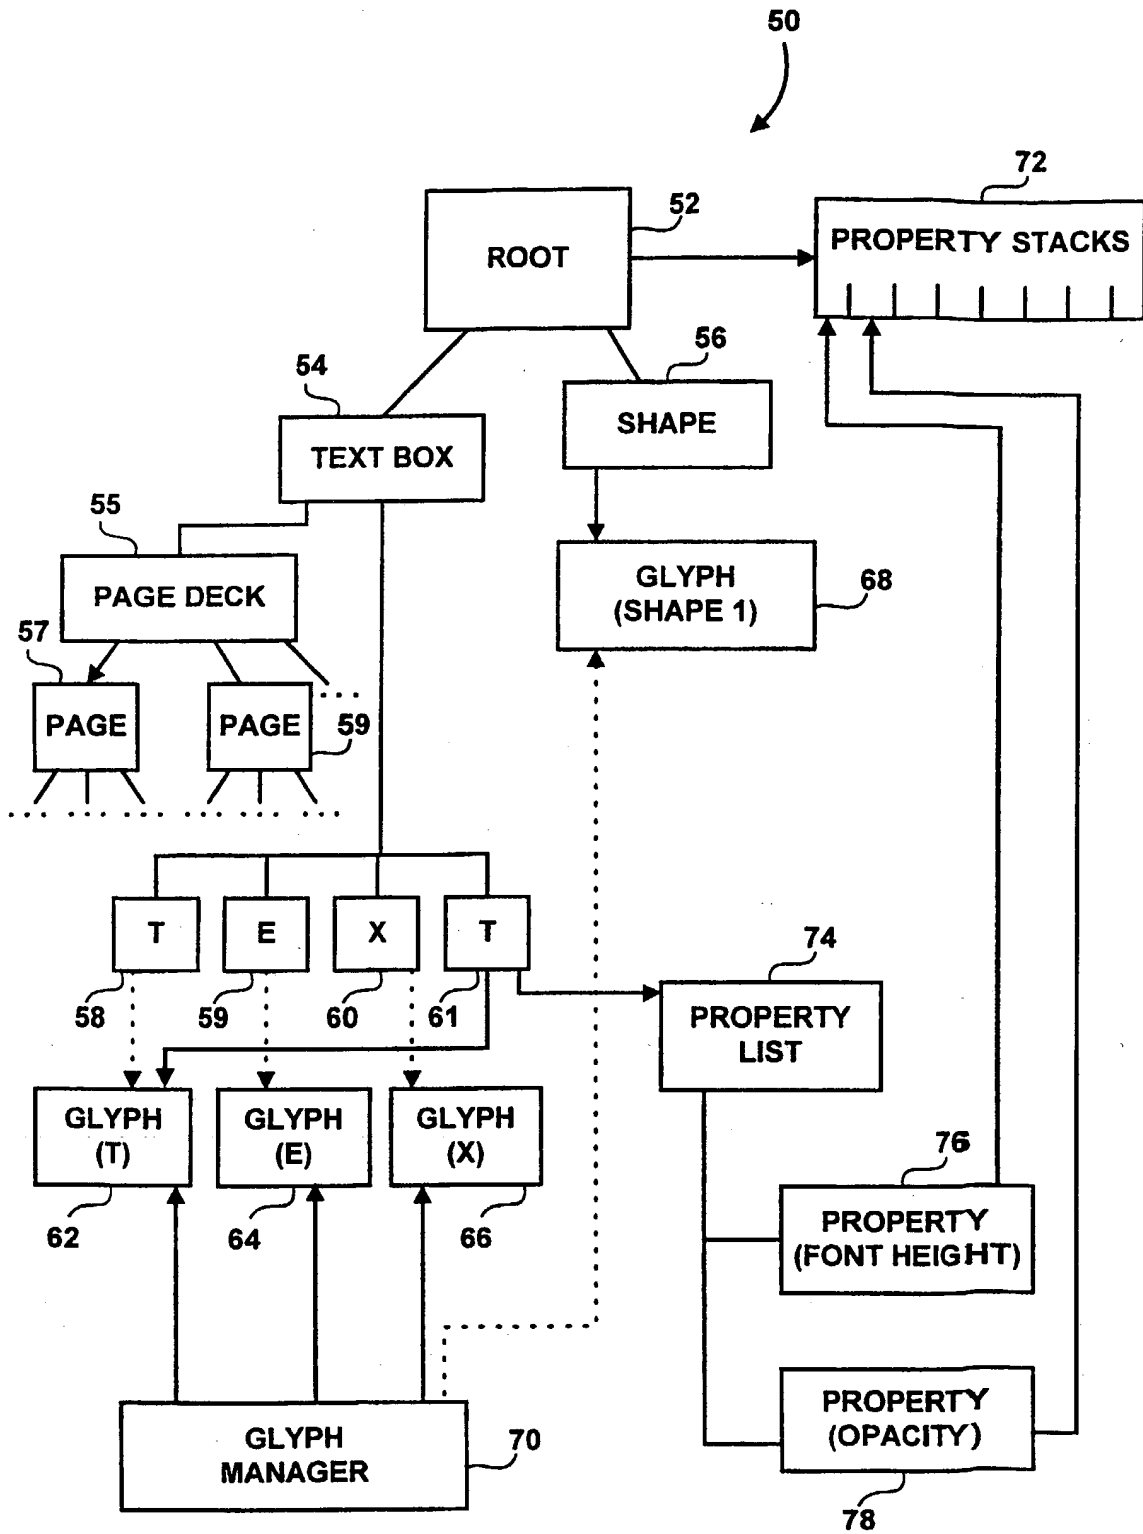 50
72
52
PROPERTY STACKS
ROOT
56
54
SHAPE
TEXT BOX
55
GLYPH
(SHAPE 1)
68
PAGE DECK
57
PAGE
PAGE
59
T
E
X
T
74
58
59
60
61
PROPERTY
LIST
GLYPH
(T)
GLYPH
(E)
GLYPH
(X)
76
62
64
66
PROPERTY
(FONT HEIGHT)
PROPERTY
(OPACITY)
GLYPH
MANAGER
70
78